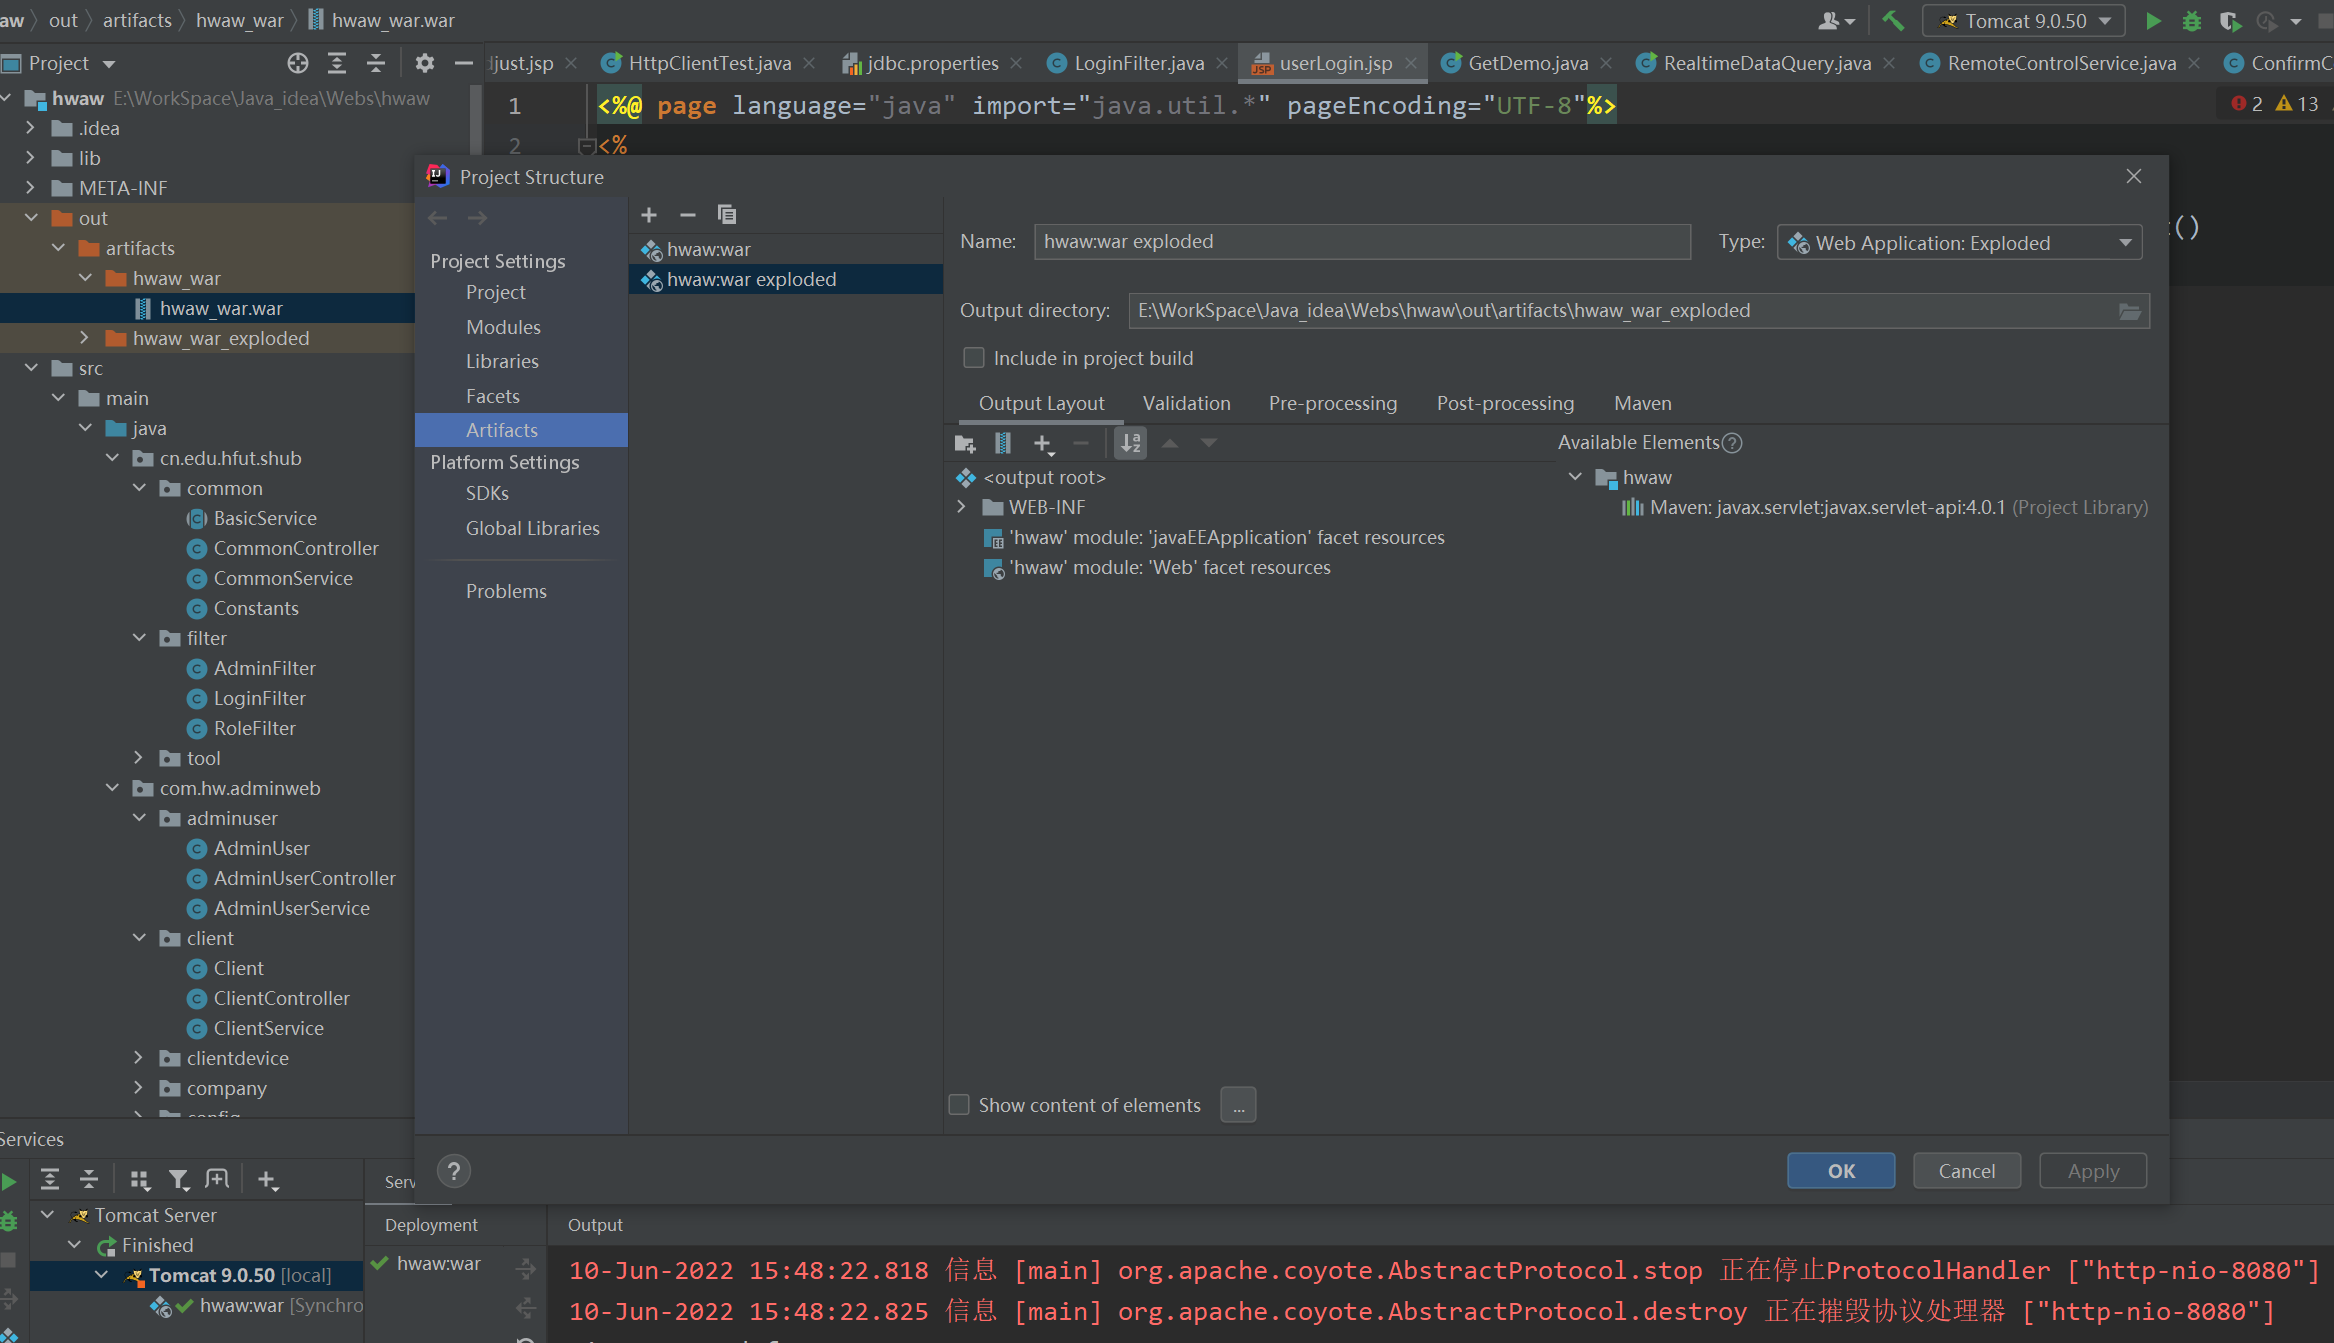 aw out artifacts hwaw_war hwaw_war.war
Tomcat 9.0.50
Project
djust.jsp HttpClientTest.java jdbc.properties LoginFilter.java userLogin.jsp GetDemo.java RealtimeDataQuery.java RemoteControlService.java ConfirmC
hwaw E:\WorkSpace\Java_idea\Webs\hwaw
.idea
lib
META-INF
out
artifacts
hwaw_war
hwaw_war.war
hwaw_war_exploded
src
main
java
cn.edu.hfut.shub
common
BasicService
CommonController
CommonService
Constants
filter
AdminFilter
LoginFilter
RoleFilter
tool
com.hw.adminweb
adminuser
AdminUser
AdminUserController
AdminUserService
client
Client
ClientController
ClientService
clientdevice
company
config
1 <%@ page language="java" import="java.util.*" pageEncoding="UTF-8"%>
2 <%
2 13
()
Project Structure
Project Settings
Project
Modules
Libraries
Facets
Artifacts
Platform Settings
SDKs
Global Libraries
Problems
hwaw:war
hwaw:war exploded
Name: hwaw:war exploded Type: Web Application: Exploded
Output directory: E:\WorkSpace\Java_idea\Webs\hwaw\out\artifacts\hwaw_war_exploded
Include in project build
Output Layout Validation Pre-processing Post-processing Maven
Available Elements
<output root>
WEB-INF
'hwaw' module: 'javaEEApplication' facet resources
'hwaw' module: 'Web' facet resources
hwaw
Maven: javax.servlet:javax.servlet-api:4.0.1 (Project Library)
Show content of elements ...
OK Cancel Apply
Services
Tomcat Server
Finished
Tomcat 9.0.50 [local]
hwaw:war [Synchro
Serv
Deployment Output
hwaw:war
10-Jun-2022 15:48:22.818 信息 [main] org.apache.coyote.AbstractProtocol.stop 正在停止ProtocolHandler ["http-nio-8080"]
10-Jun-2022 15:48:22.825 信息 [main] org.apache.coyote.AbstractProtocol.destroy 正在摧毁协议处理器 ["http-nio-8080"]